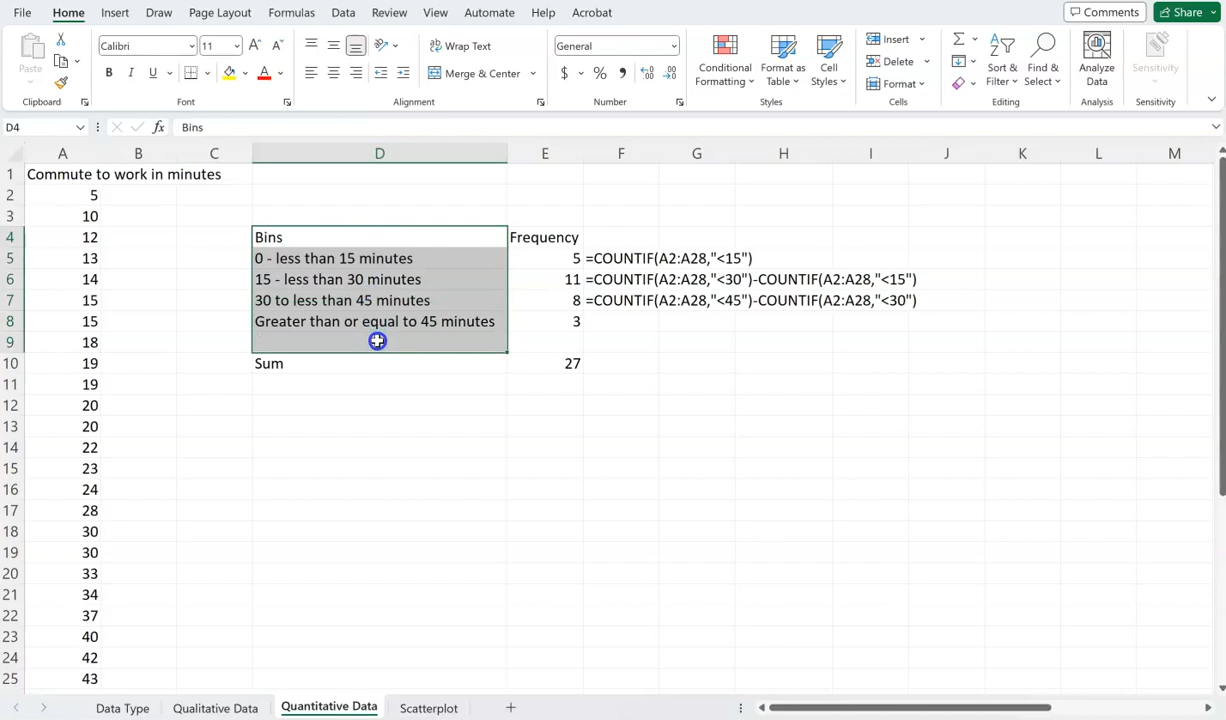 File Home Insert Draw Page Layout Formulas Data Review View Automate Help Acrobat Comments Share
Paste Calibri 11 A A Wrap Text General Conditional Formatting Format as Table Cell Styles Insert Sort & Filter Find & Select Analyze Data Sensitivity
B I U A Merge & Center $ % Delete
Format
Clipboard Font Alignment Number Styles Cells Editing Analysis Sensitivity
D4 fx Bins
A B C D E F G H I J K L M
1 Commute to work in minutes
2 5
3 10
4 12 Bins Frequency
5 13 0 - less than 15 minutes 5 =COUNTIF(A2:A28,"<15")
6 14 15 - less than 30 minutes 11 =COUNTIF(A2:A28,"<30")-COUNTIF(A2:A28,"<15")
7 15 30 to less than 45 minutes 8 =COUNTIF(A2:A28,"<45")-COUNTIF(A2:A28,"<30")
8 15 Greater than or equal to 45 minutes 3
9 18
10 19 Sum 27
11 19
12 20
13 20
14 22
15 23
16 24
17 28
18 30
19 30
20 33
21 34
22 37
23 40
24 42
25 43
Data Type Qualitative Data Quantitative Data Scatterplot